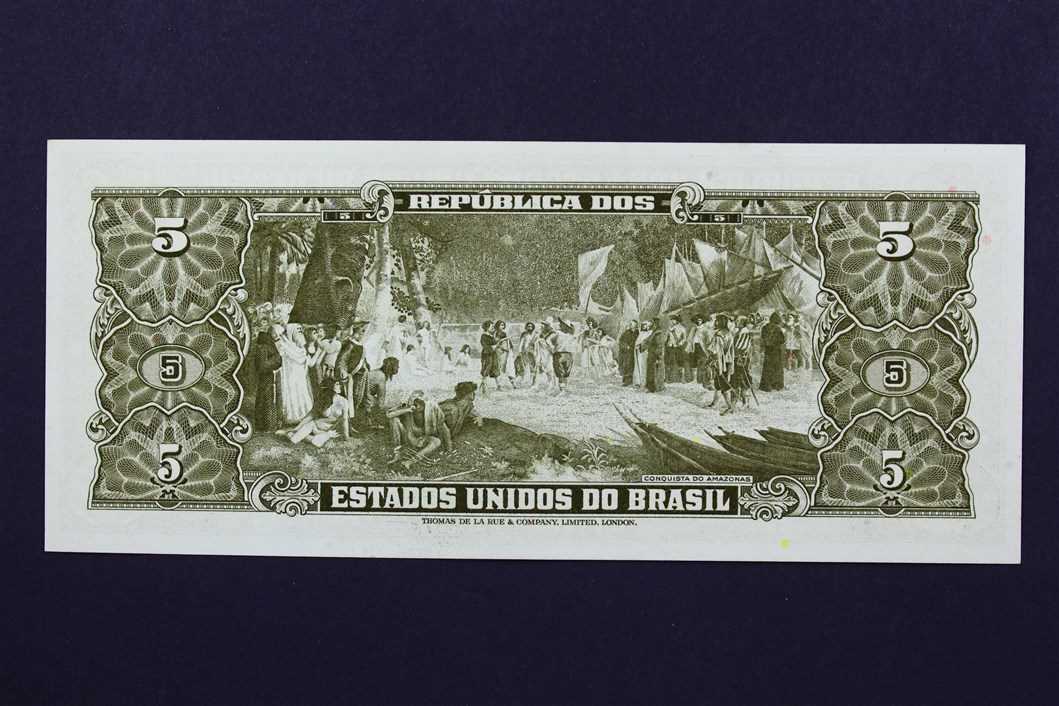 REPÚBLICA DOS
5 5 5 5
5 5
5 5
CONQUISTA DO AMAZONAS
ESTADOS UNIDOS DO BRASIL
THOMAS DE LA RUE & COMPANY, LIMITED, LONDON.